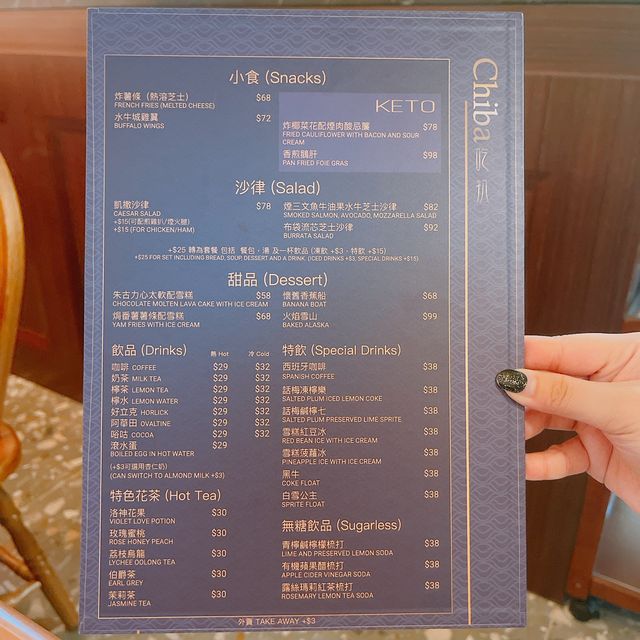 Chiba 吃扒
小食 (Snacks)
炸薯條 (熱溶芝士) $68
FRENCH FRIES (MELTED CHEESE)
水牛城雞翼 $72
BUFFALO WINGS
KETO
炸椰菜花配煙肉酸忌廉 $78
FRIED CAULIFLOWER WITH BACON AND SOUR
CREAM
香煎鵝肝 $98
PAN FRIED FOIE GRAS
沙律 (Salad)
凱撒沙律 $78
CAESAR SALAD
+$15(可配煎雞扒/煙火腿)
+$15 (FOR CHICKEN/HAM)
煙三文魚牛油果水牛芝士沙律 $82
SMOKED SALMON, AVOCADO, MOZZARELLA SALAD
布袋流芯芝士沙律 $92
BURRATA SALAD
+$25 轉為套餐 包括 餐包，湯 及一杯飲品 (凍飲 +$3，特飲 +$15)
+$25 FOR SET INCLUDING BREAD, SOUP, DESSERT AND A DRINK. (ICED DRINKS +$3, SPECIAL DRINKS +$15)
甜品 (Dessert)
朱古力心太軟配雪糕 $58
CHOCOLATE MOLTEN LAVA CAKE WITH ICE CREAM
焗番薯薯條配雪糕 $68
YAM FRIES WITH ICE CREAM
懷舊香蕉船 $68
BANANA BOAT
火焰雪山 $99
BAKED ALASKA
飲品 (Drinks) 熱 Hot 冷 Cold
咖啡 COFFEE $29 $32
奶茶 MILK TEA $29 $32
檸茶 LEMON TEA $29 $32
檸水 LEMON WATER $29 $32
好立克 HORLICK $29 $32
阿華田 OVALTINE $29 $32
谷咕 COCOA $29 $32
滾水蛋 $29
BOILED EGG IN HOT WATER
(+$3可選用杏仁奶)
(CAN SWITCH TO ALMOND MILK +$3)
特色花茶 (Hot Tea)
洛神花果 $30
VIOLET LOVE POTION
玫瑰蜜桃 $30
ROSE HONEY PEACH
荔枝烏龍 $30
LYCHEE OOLONG TEA
伯爵茶 $30
EARL GREY
茉莉茶 $30
JASMINE TEA
特飲 (Special Drinks)
西班牙咖啡 $38
SPANISH COFFEE
話梅凍檸樂 $38
SALTED PLUM ICED LEMON COKE
話梅鹹檸七 $38
SALTED PLUM PRESERVED LIME SPRITE
雪糕紅豆冰 $38
RED BEAN ICE WITH ICE CREAM
雪糕菠蘿冰 $38
PINEAPPLE ICE WITH ICE CREAM
黑牛 $38
COKE FLOAT
白雪公主 $38
SPRITE FLOAT
無糖飲品 (Sugarless)
青檸鹹檸檬梳打 $38
LIME AND PRESERVED LEMON SODA
有機蘋果醋梳打 $38
APPLE CIDER VINEGAR SODA
露絲瑪莉紅茶梳打 $38
ROSEMARY LEMON TEA SODA
外賣 TAKE AWAY +$3